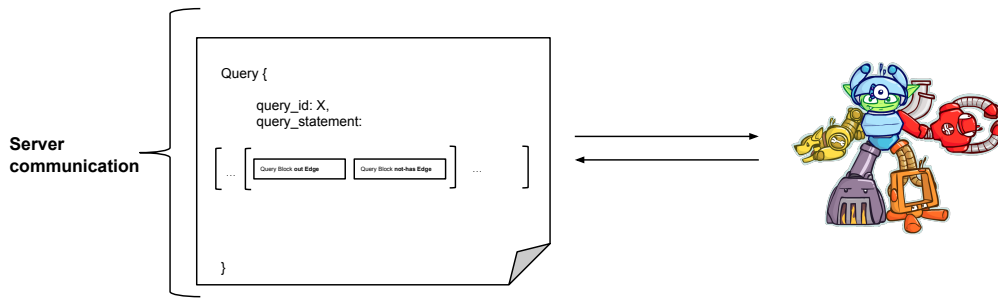 Server
communication
Query {
query_id: X,
query_statement:
[ ... [ Query Block out Edge Query Block not-has Edge ] ... ]
}